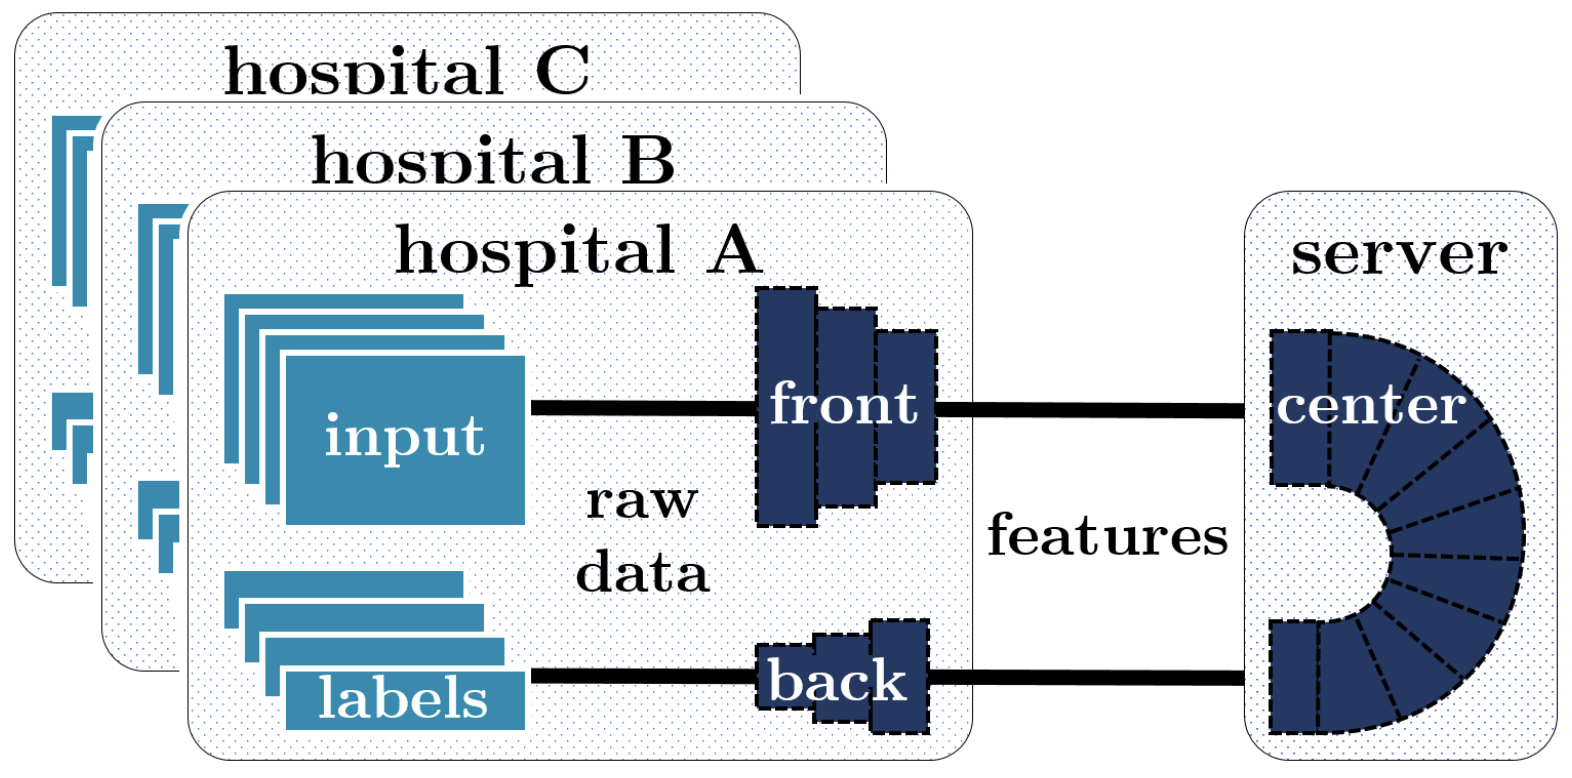 hospital C
hospital B
hospital A
server
input
front
center
raw
data
features
labels
back